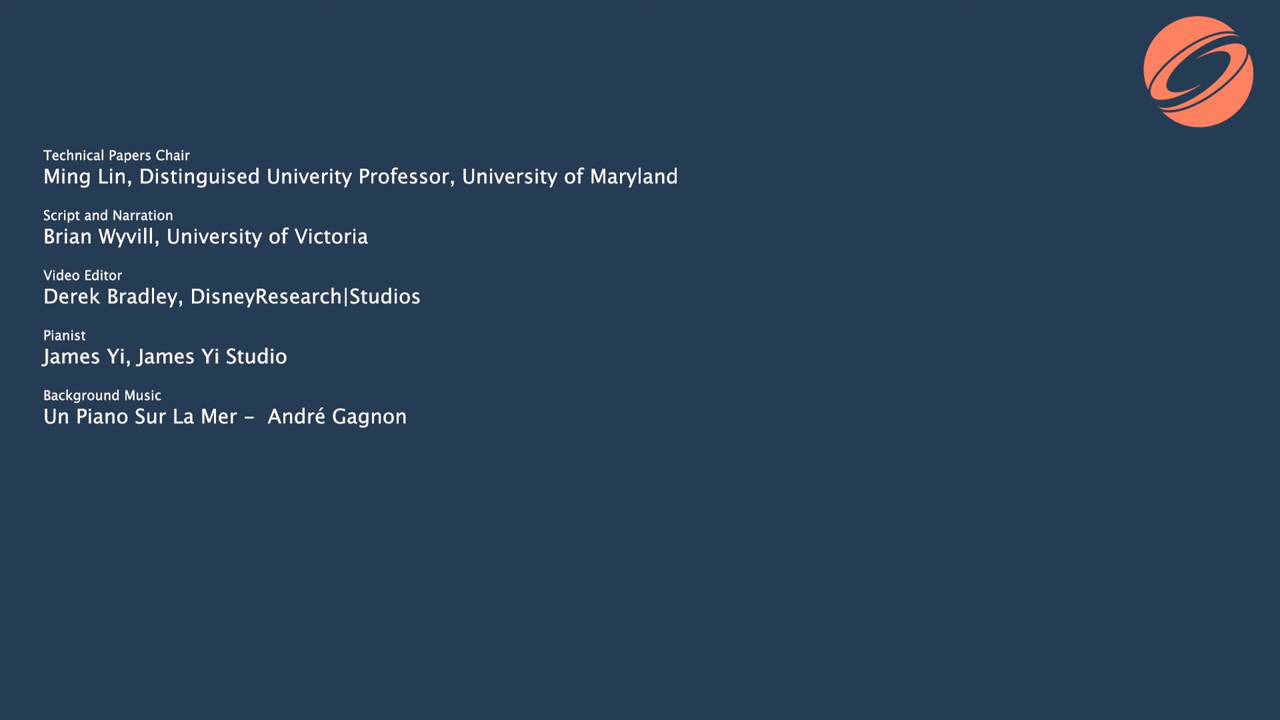 Technical Papers Chair
Ming Lin, Distinguised Univerity Professor, University of Maryland
Script and Narration
Brian Wyvill, University of Victoria
Video Editor
Derek Bradley, DisneyResearch|Studios
Pianist
James Yi, James Yi Studio
Background Music
Un Piano Sur La Mer – André Gagnon